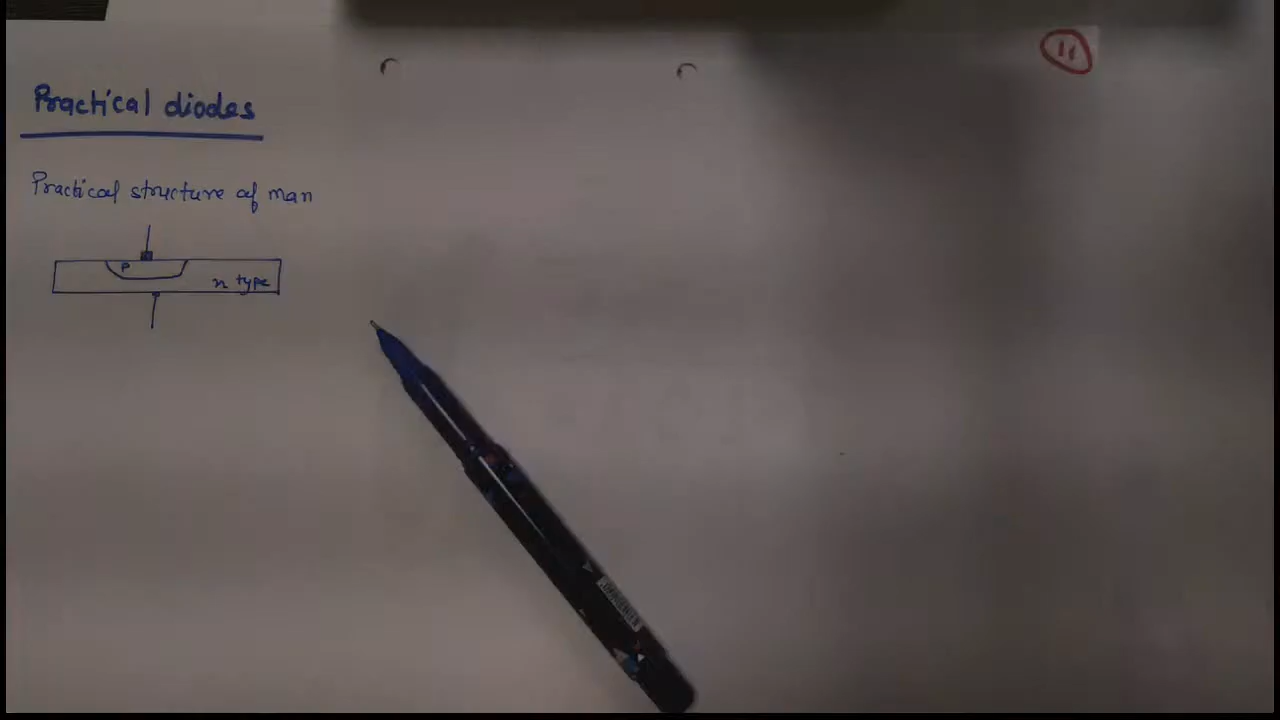 11
Practical diodes
Practical structure of man
P
n type